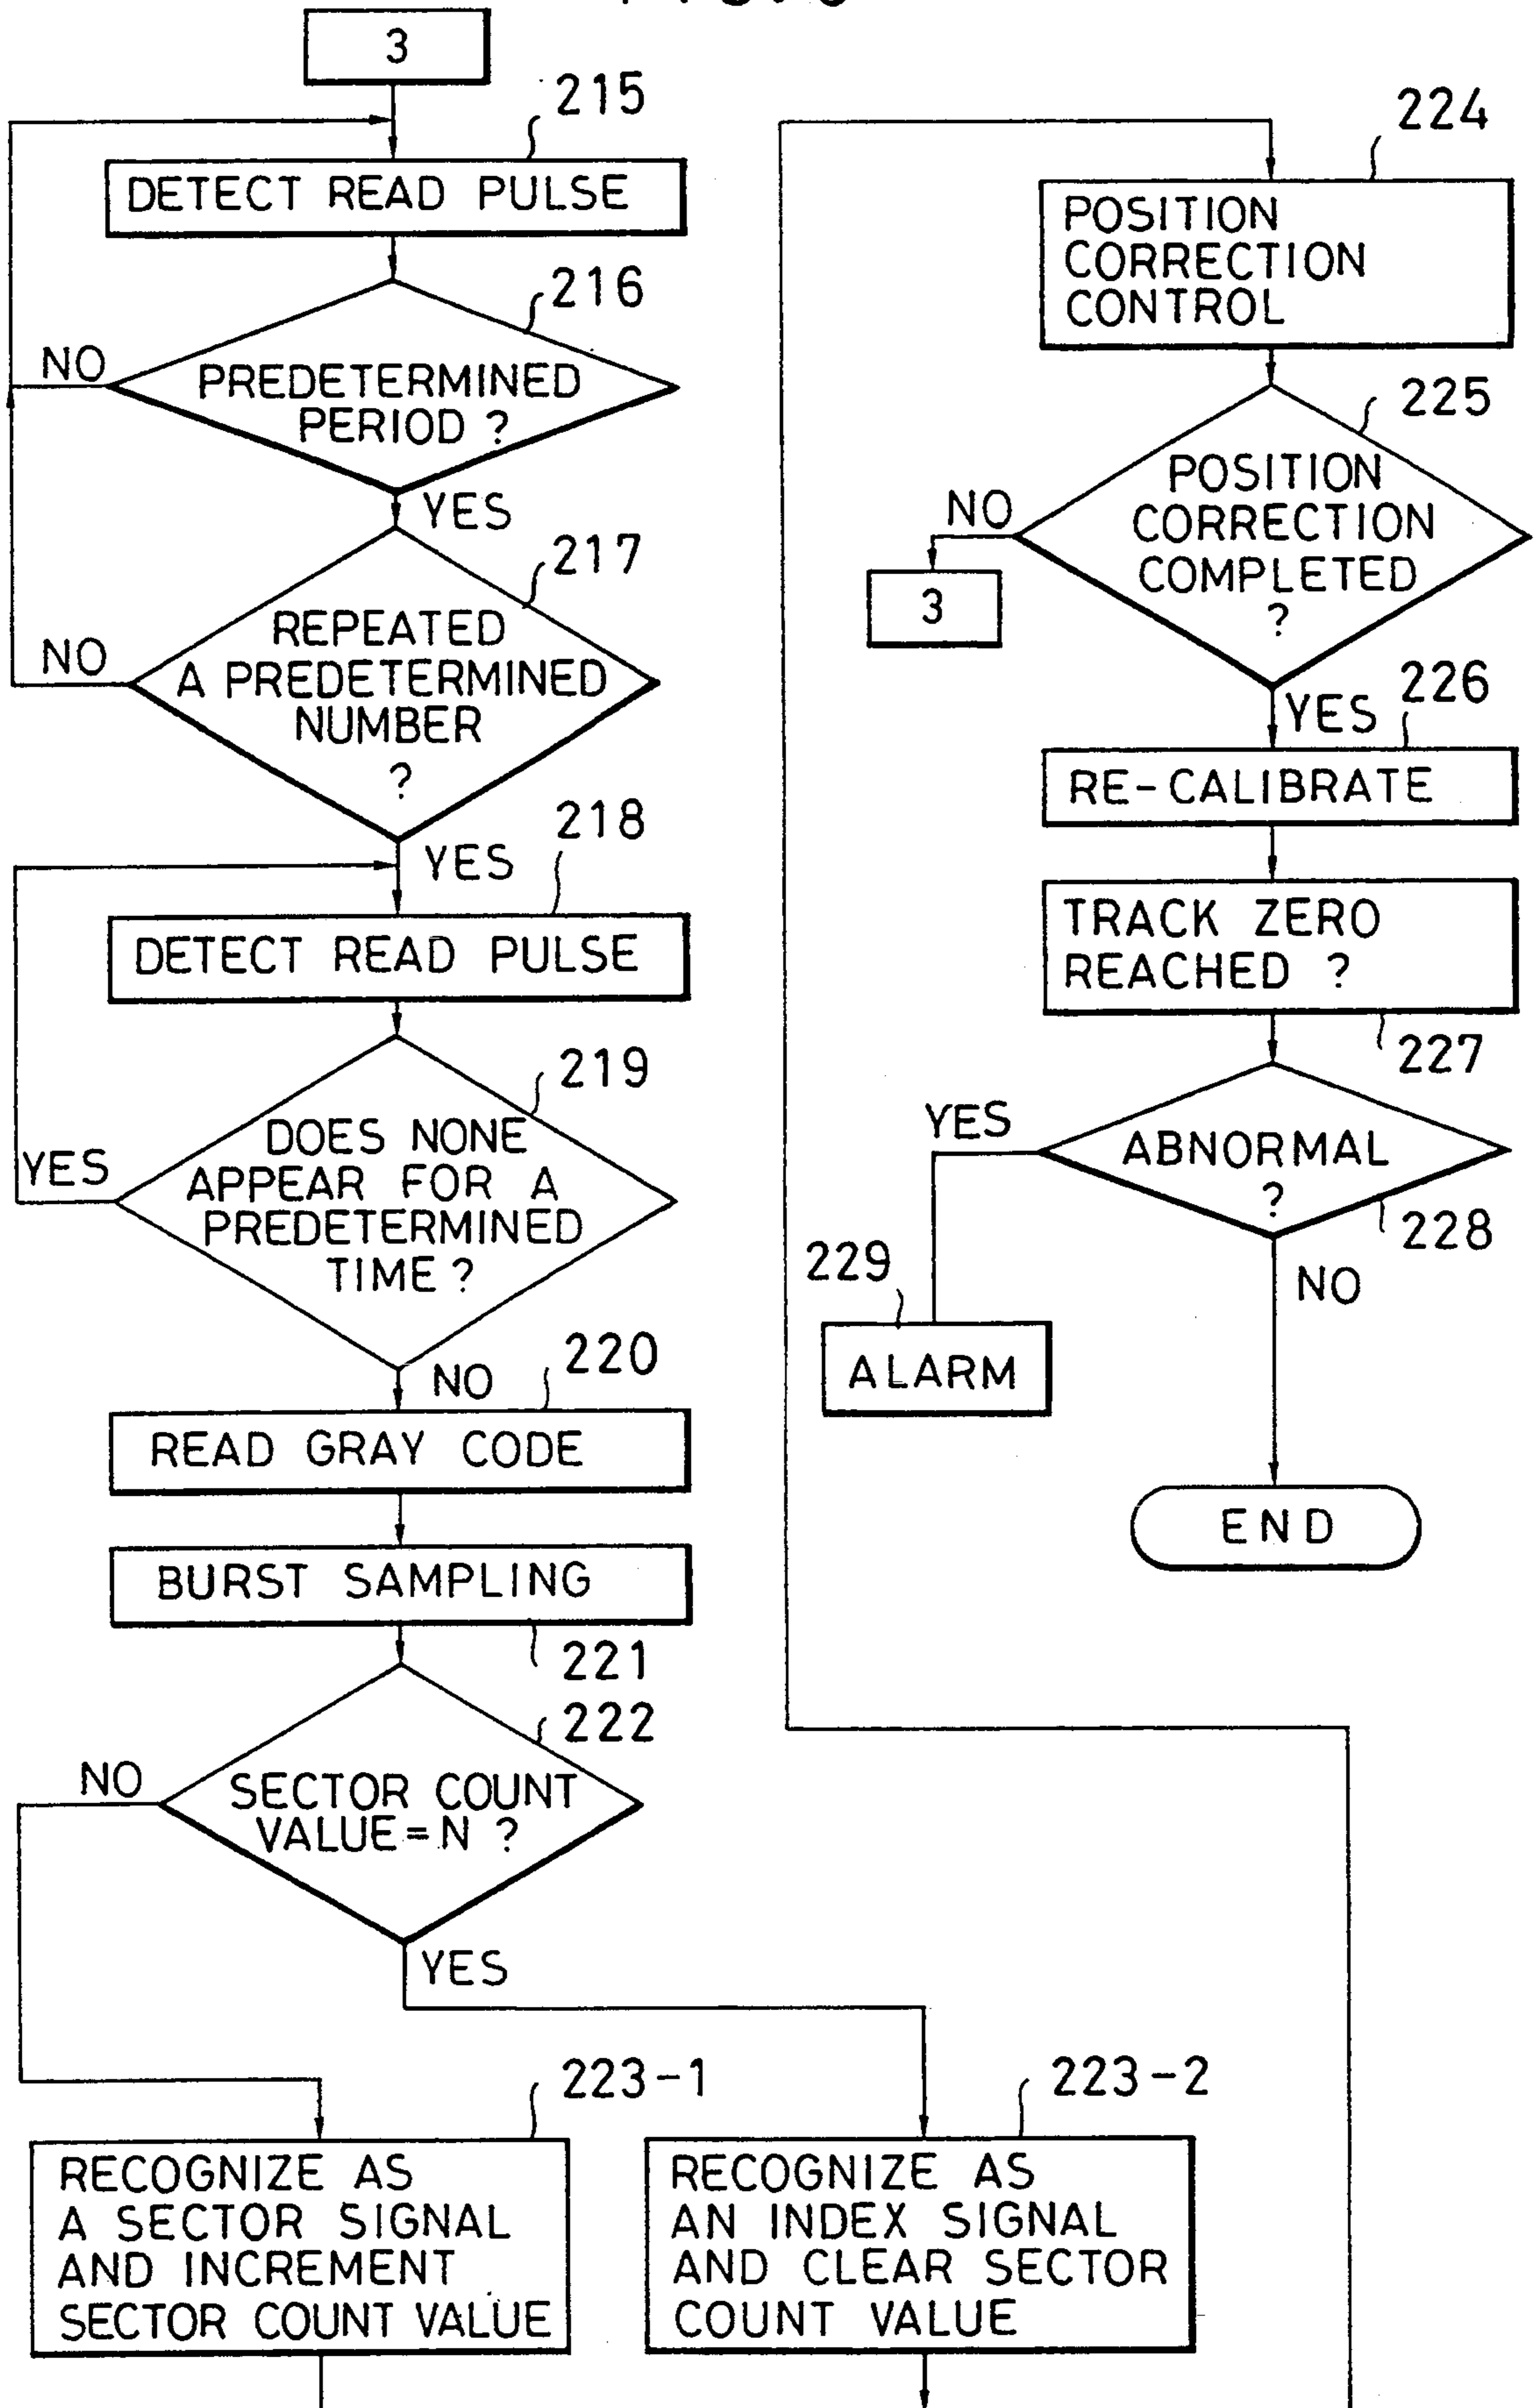 3
215
DETECT READ PULSE
216
NO
PREDETERMINED
PERIOD ?
YES
217
REPEATED
NO
A PREDETERMINED
NUMBER
?
218
YES
DETECT READ PULSE
219
DOES NONE
YES
APPEAR FOR A
PREDETERMINED
TIME ?
220
NO
READ GRAY CODE
BURST SAMPLING
221
222
NO
SECTOR COUNT
VALUE = N ?
YES
223-1
RECOGNIZE AS
A SECTOR SIGNAL
AND INCREMENT
SECTOR COUNT VALUE
223-2
RECOGNIZE AS
AN INDEX SIGNAL
AND CLEAR SECTOR
COUNT VALUE
224
POSITION
CORRECTION
CONTROL
225
POSITION
NO
CORRECTION
COMPLETED
?
3
226
YES
RE-CALIBRATE
TRACK ZERO
REACHED ?
227
YES
ABNORMAL
?
228
229
NO
ALARM
END